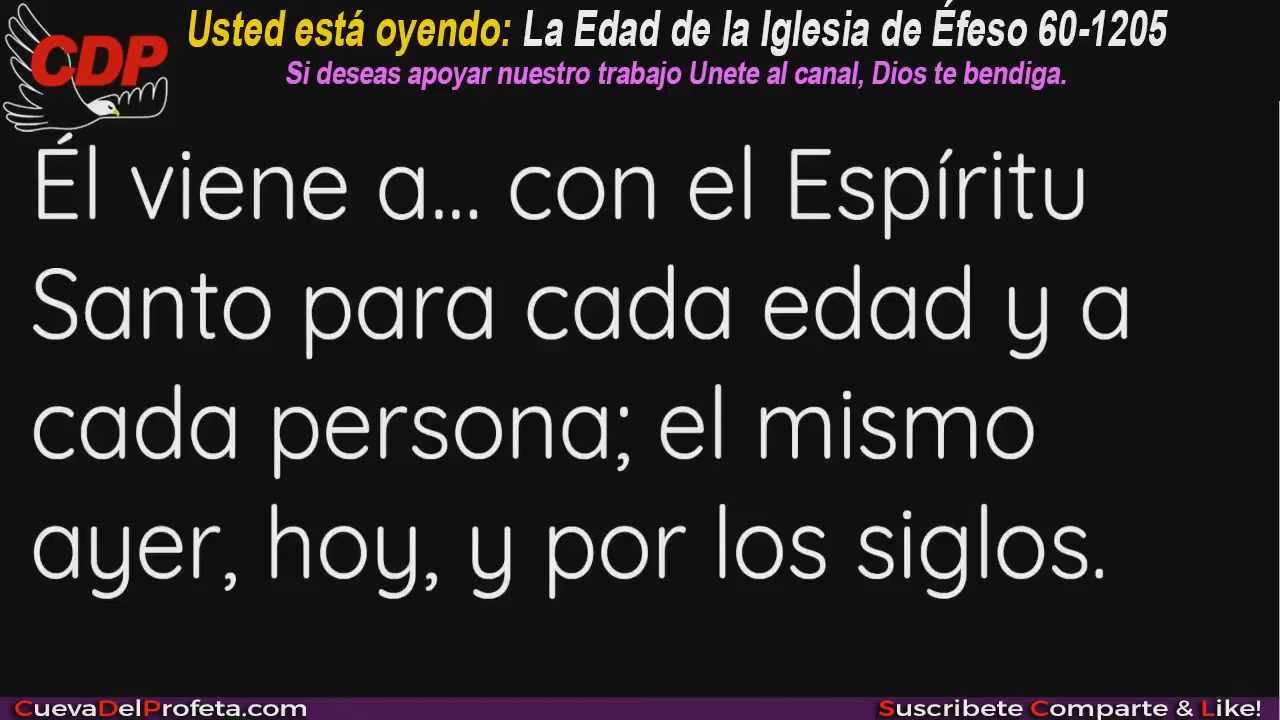 CDP
Usted está oyendo: La Edad de la Iglesia de Éfeso 60-1205
Si deseas apoyar nuestro trabajo Unete al canal, Dios te bendiga.
Él viene a... con el Espíritu
Santo para cada edad y a
cada persona; el mismo
ayer, hoy, y por los siglos.
CuevaDelProfeta.com
Suscribete Comparte & Like!